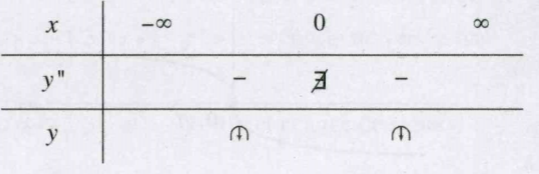 x −∞ 0 ∞
y" − ∄ −
y